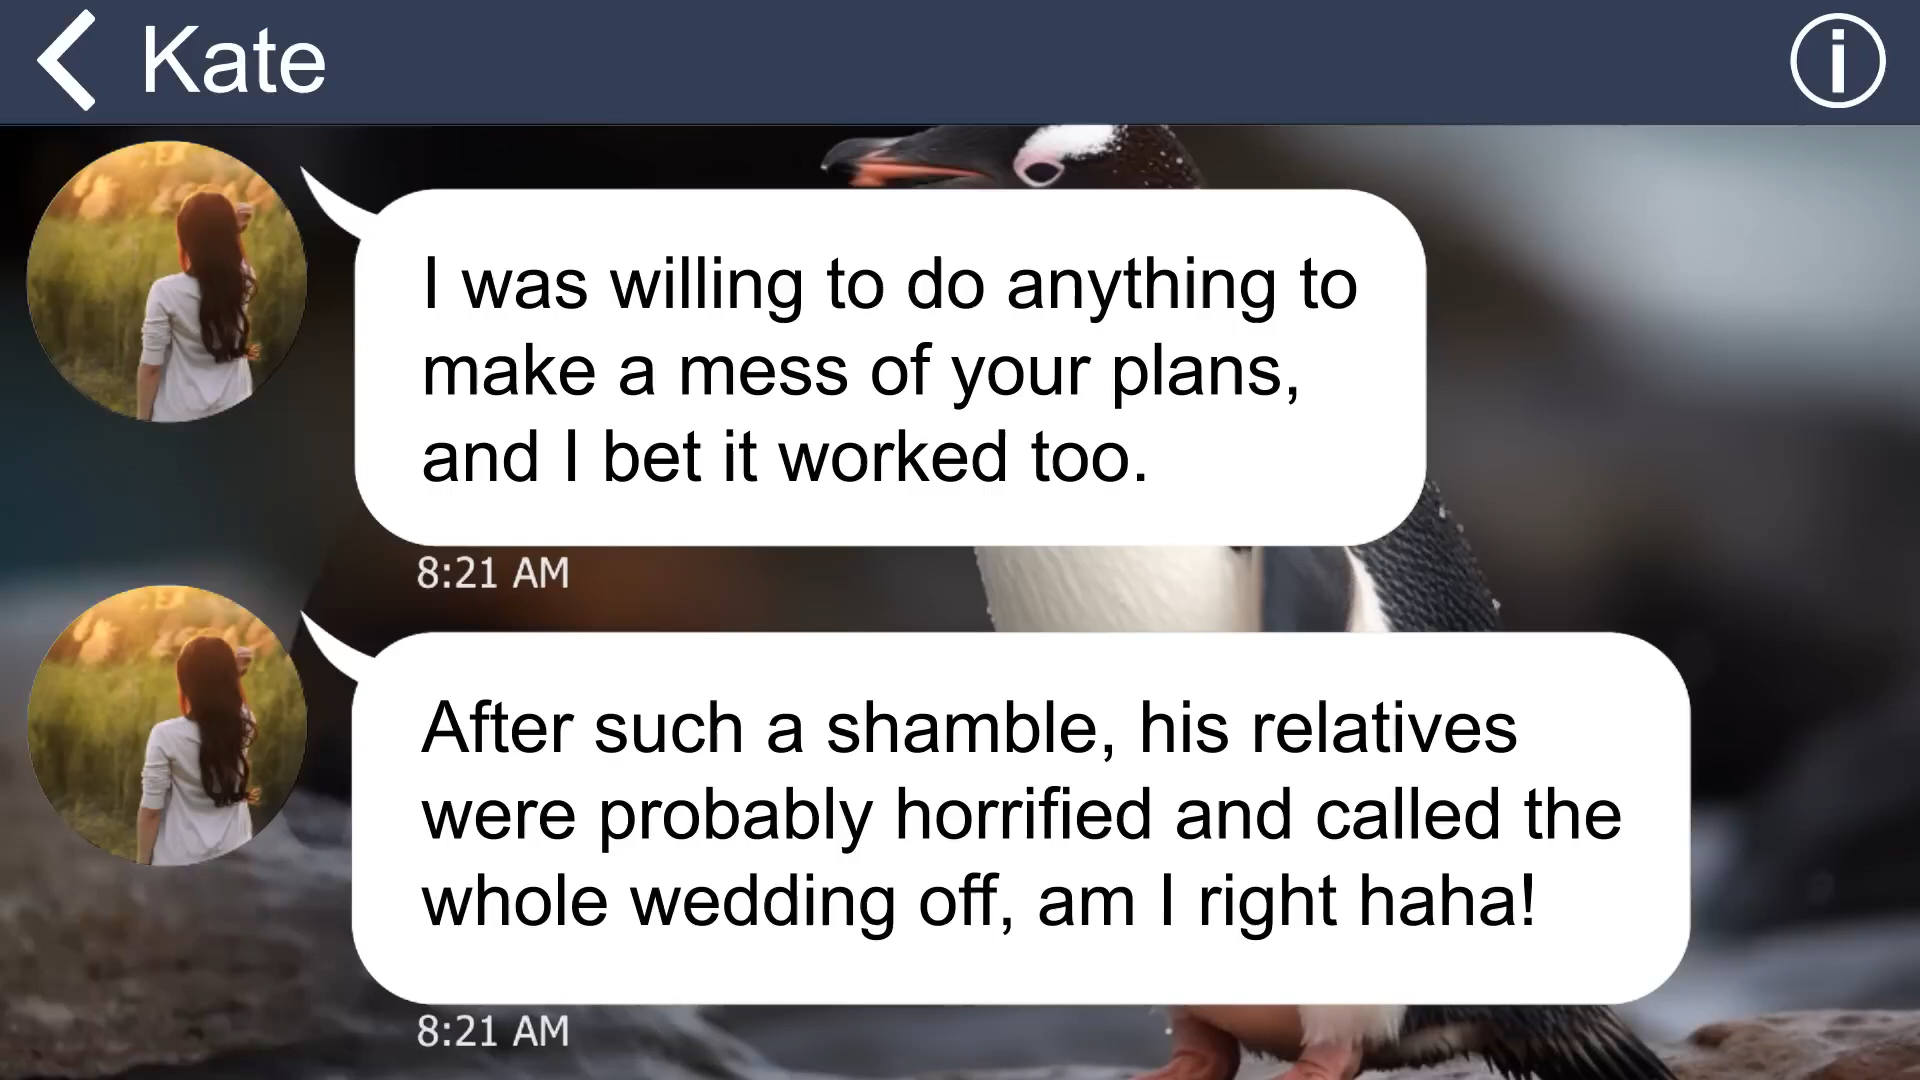 Kate
I was willing to do anything to
make a mess of your plans,
and I bet it worked too.
8:21 AM
After such a shamble, his relatives
were probably horrified and called the
whole wedding off, am I right haha!
8:21 AM